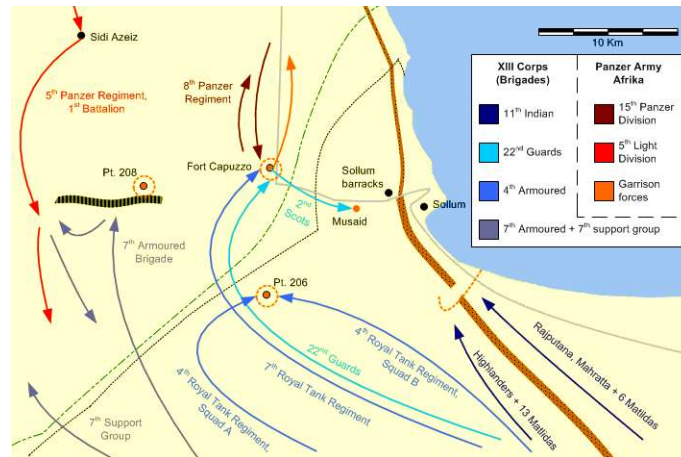 Sidi Azeiz
5th Panzer Regiment,
1st Battalion
8th Panzer
Regiment
Pt. 208
Fort Capuzzo
2nd
Scots
Musaid
Sollum
barracks
Sollum
7th Armoured
Brigade
Pt. 206
4th Royal Tank Regiment,
Squad A
7th Royal Tank Regiment
22nd Guards
4th Royal Tank Regiment,
Squad B
7th Support
Group
Highlanders + 13 Matlidas
Rajputana, Mahratta + 6 Matlidas
10 Km
XIII Corps
(Brigades)
11th Indian
22nd Guards
4th Armoured
7th Armoured + 7th support group
Panzer Army
Afrika
15th Panzer
Division
5th Light
Division
Garrison
forces